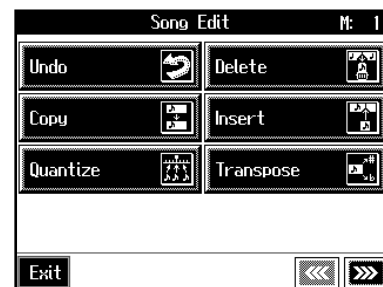 Song Edit M: 1
Undo Delete
Copy Insert
Quantize Transpose
Exit